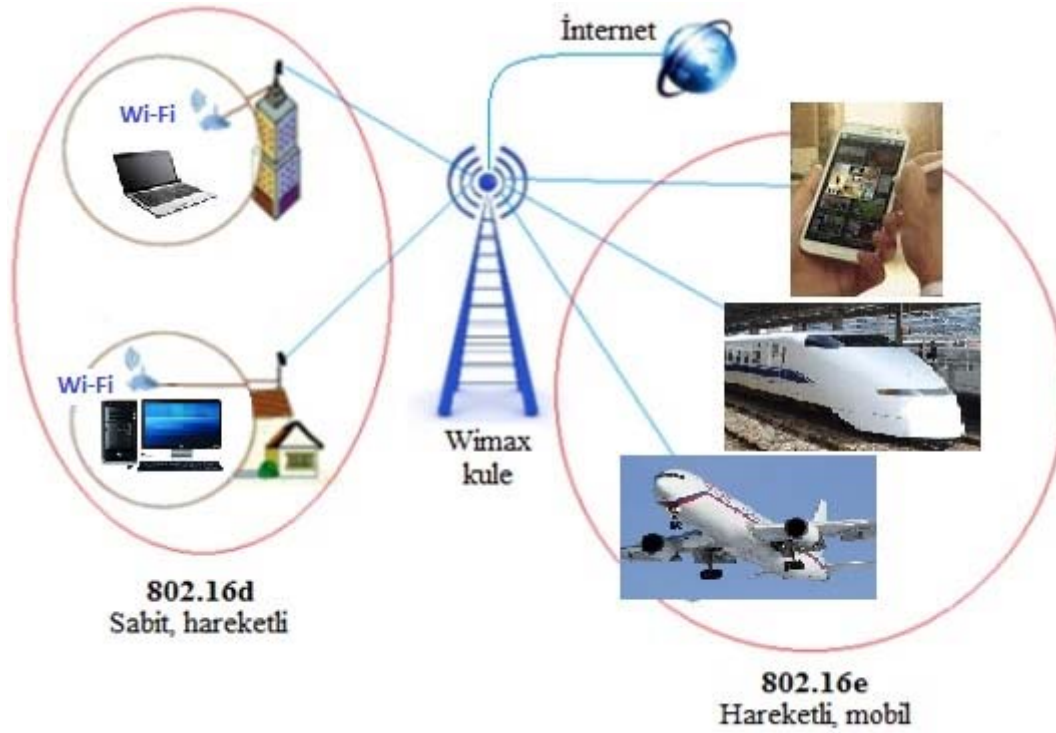 İnternet
Wi-Fi
Wi-Fi
Wimax
kule
802.16d
Sabit, hareketli
802.16e
Hareketli, mobil